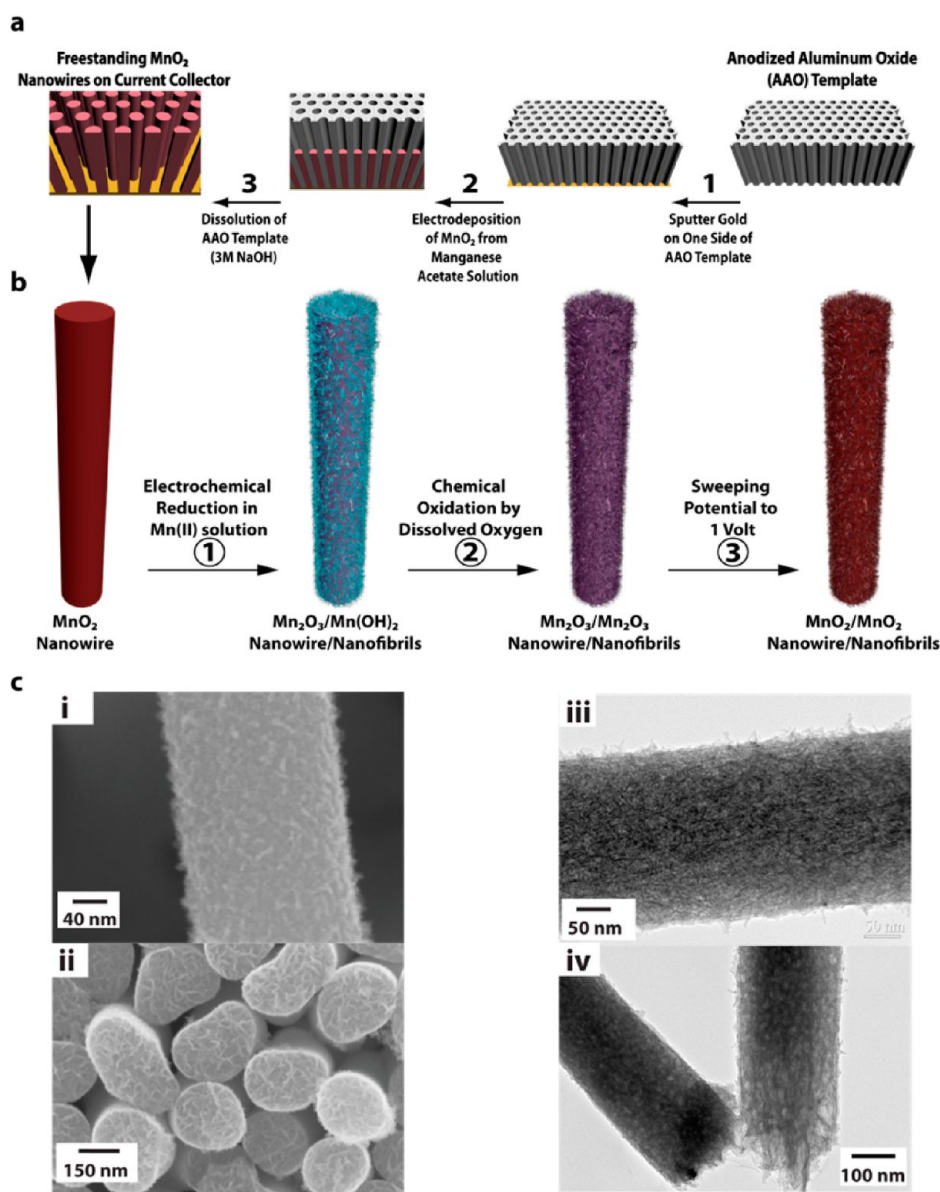 a
Freestanding MnO₂
Nanowires on Current Collector
Anodized Aluminum Oxide
(AAO) Template
3
Dissolution of
AAO Template
(3M NaOH)
2
Electrodeposition
of MnO₂ from
Manganese
Acetate Solution
1
Sputter Gold
on One Side of
AAO Template
b
Electrochemical
Reduction in
Mn(II) solution
1
Chemical
Oxidation by
Dissolved Oxygen
2
Sweeping
Potential to
1 Volt
3
MnO₂
Nanowire
Mn₂O₃/Mn(OH)₂
Nanowire/Nanofibrils
Mn₂O₃/Mn₂O₃
Nanowire/Nanofibrils
MnO₂/MnO₂
Nanowire/Nanofibrils
c
i
40 nm
iii
50 nm
50 nm
ii
150 nm
iv
100 nm